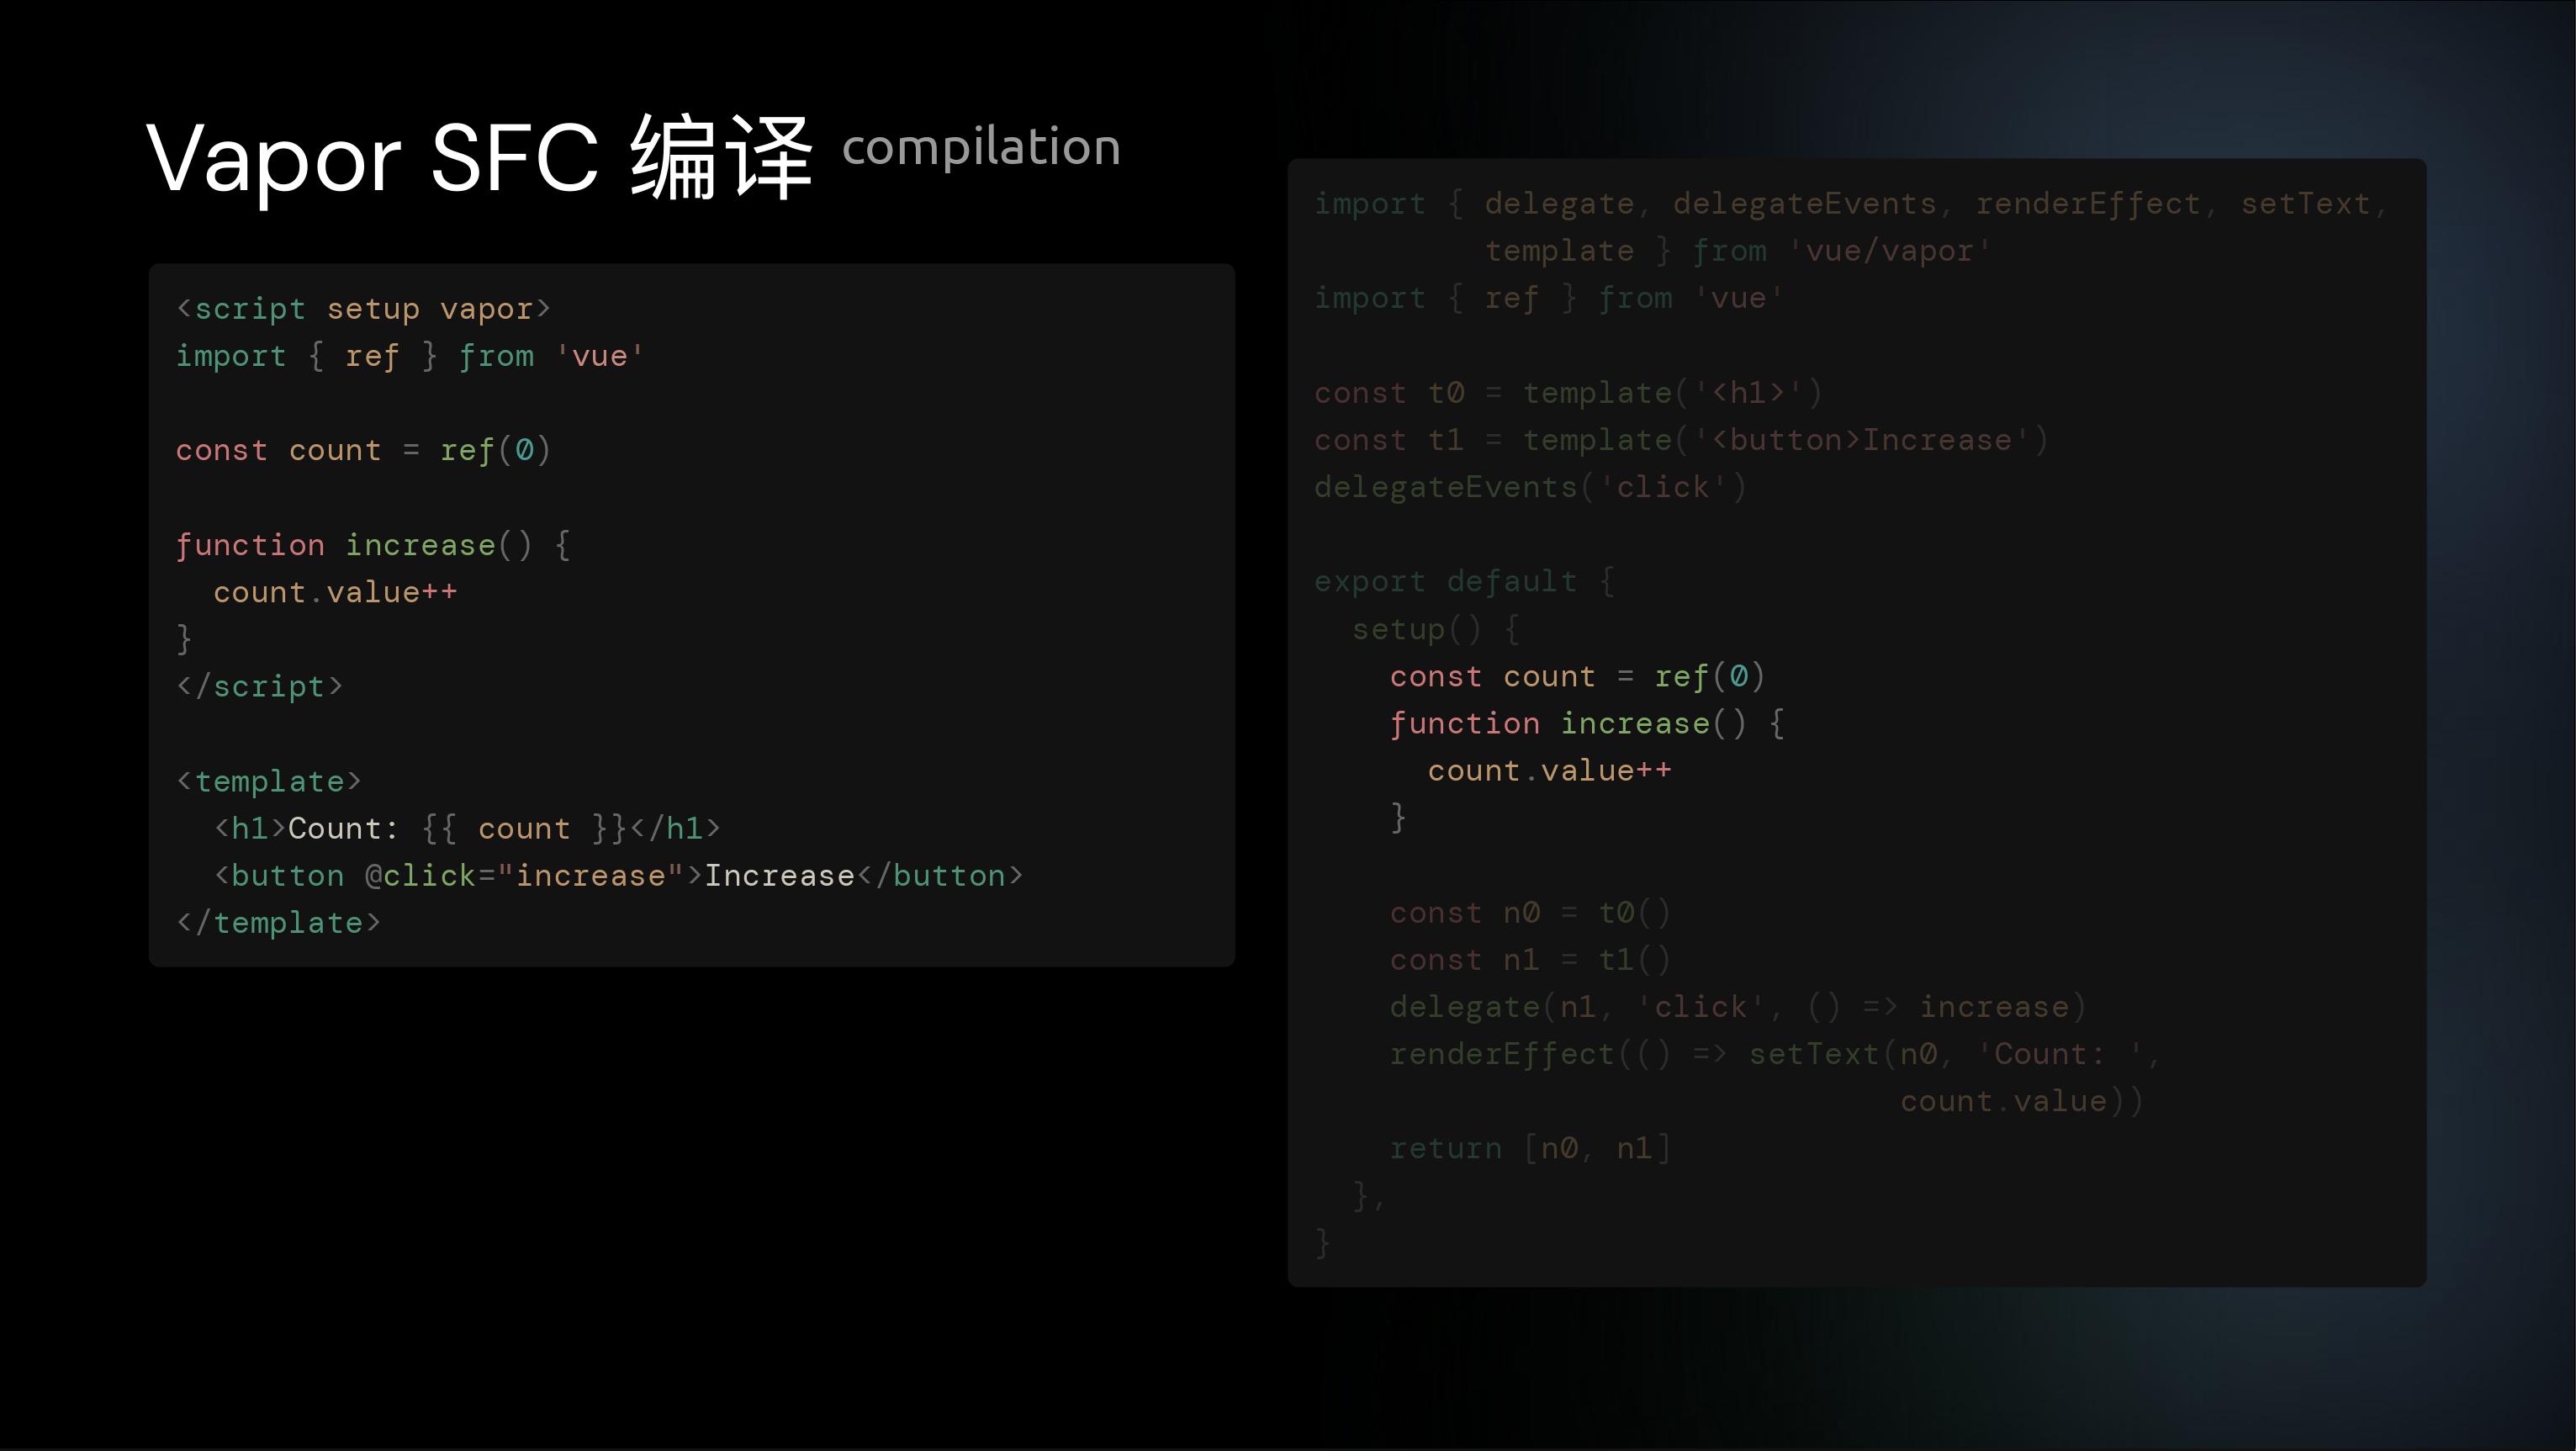 Vapor SFC 编译 compilation
<script setup vapor>
import { ref } from 'vue'
const count = ref(0)
function increase() {
  count.value++
}
</script>
<template>
  <h1>Count: {{ count }}</h1>
  <button @click="increase">Increase</button>
</template>
import { delegate, delegateEvents, renderEffect, setText,
         template } from 'vue/vapor'
import { ref } from 'vue'
const t0 = template('<h1>')
const t1 = template('<button>Increase')
delegateEvents('click')
export default {
  setup() {
    const count = ref(0)
    function increase() {
      count.value++
    }
    const n0 = t0()
    const n1 = t1()
    delegate(n1, 'click', () => increase)
    renderEffect(() => setText(n0, 'Count: ',
                               count.value))
    return [n0, n1]
  },
}